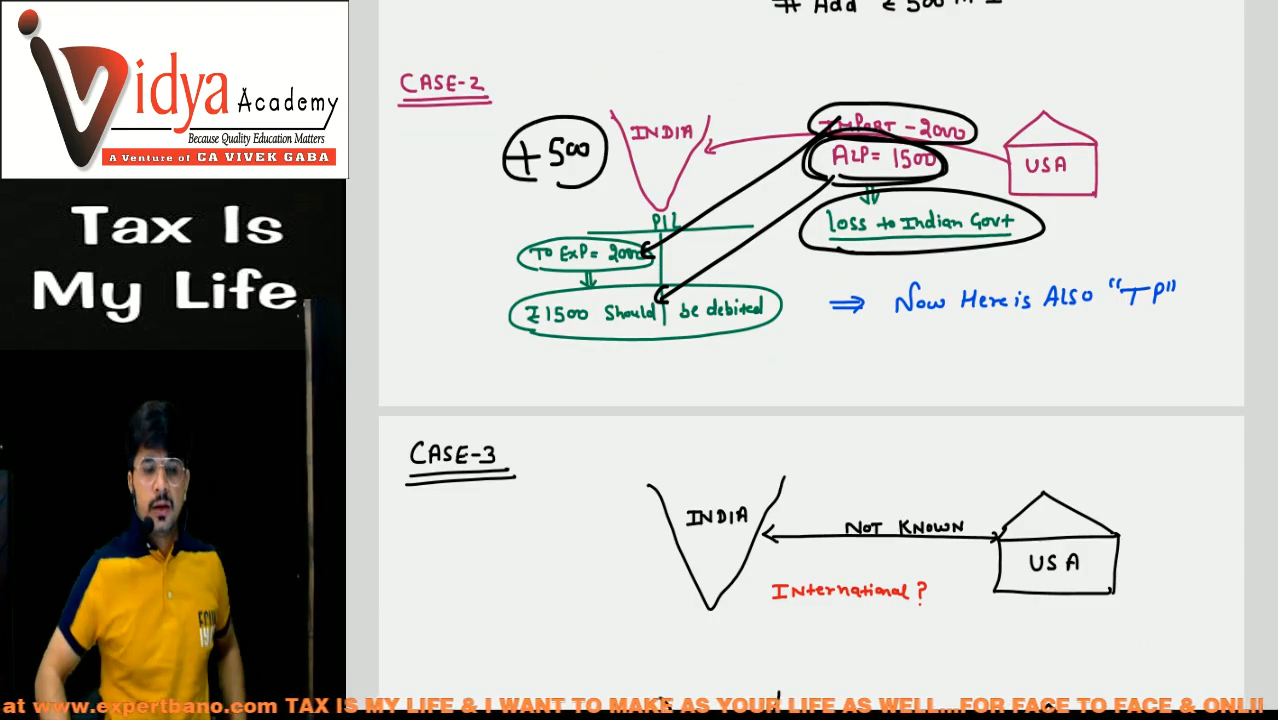 Vidya Academy
Because Quality Education Matters
A Venture of CA VIVEK GABA
Tax Is
My Life
# Add ₹ 500
CASE-2
+ 500
INDIA
IMPORT - 2000
ALP = 1500
USA
loss to Indian Govt
P/L
To EXP = 2000
₹1500 Should be debited
⇒ Now Here is Also "TP"
CASE-3
INDIA
NOT KNOWN
USA
International ?
at www.expertbano.com TAX IS MY LIFE & I WANT TO MAKE AS YOUR LIFE AS WELL....FOR FACE TO FACE & ONLI